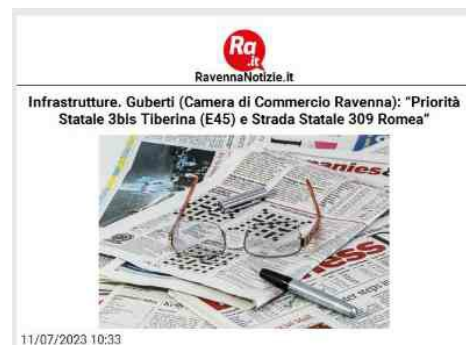 Ra
.it
RavennaNotizie.it
Infrastrutture. Guberti (Camera di Commercio Ravenna): “Priorità
Statale 3bis Tiberina (E45) e Strada Statale 309 Romea”
11/07/2023 10:33